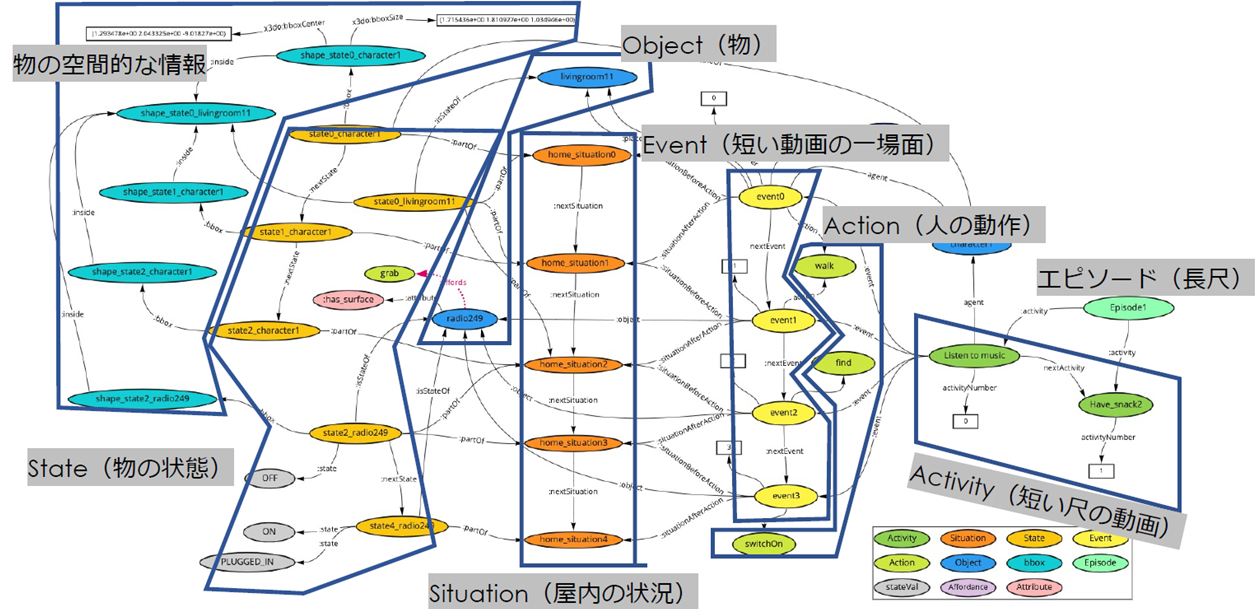 x3do:bboxCenter
x3do:bboxSize
(1.293478e+00 2.043325e+00 -9.01827e+00)
(1.715436e+00 1.810927e+00 1.034946e+00)
物の空間的な情報
Object（物）
shape_state0_character1
:inside
livingroom11
0
shape_state0_livingroom11
:bbox
:isStateOf
state0_character1
:partOf
:partOf
home_situation0
Event（短い動画の一場面）
:inside
:nextState
:situationBeforeAction
agent
shape_state1_character1
state0_livingroom11
event0
:inside
:bbox
:partOf
:nextSituation
:situationAfterAction
Action（人の動作）
state1_character1
:partOf
nextEvent
character1
shape_state2_character1
grab
home_situation1
walk
エピソード（長尺）
:nextState
:has_surface
:attribute
:partOf
:nextSituation
:situationBeforeAction
:event
agent
Episode1
:inside
:bbox
radio249
:object
event1
:event
:activity
state2_character1
:partOf
:situationAfterAction
:activity
:isStateOf
home_situation2
:nextEvent
find
Listen to music
nextActivity
:isStateOf
:object
:situationBeforeAction
activityNumber
shape_state2_radio249
:partOf
:nextSituation
event2
:event
Have_snack2
:bbox
state2_radio249
:partOf
home_situation3
:situationAfterAction
:event
0
activityNumber
State（物の状態）
:state
:nextState
:nextSituation
:situationBeforeAction
:nextEvent
1
OFF
:object
event3
Activity（短い尺の動画）
ON
:state
state4_radio249
:partOf
home_situation4
:situationAfterAction
switchOn
PLUGGED_IN
:state
Situation（屋内の状況）
Activity
Situation
State
Event
Action
Object
bbox
Episode
stateVal
Affordance
Attribute